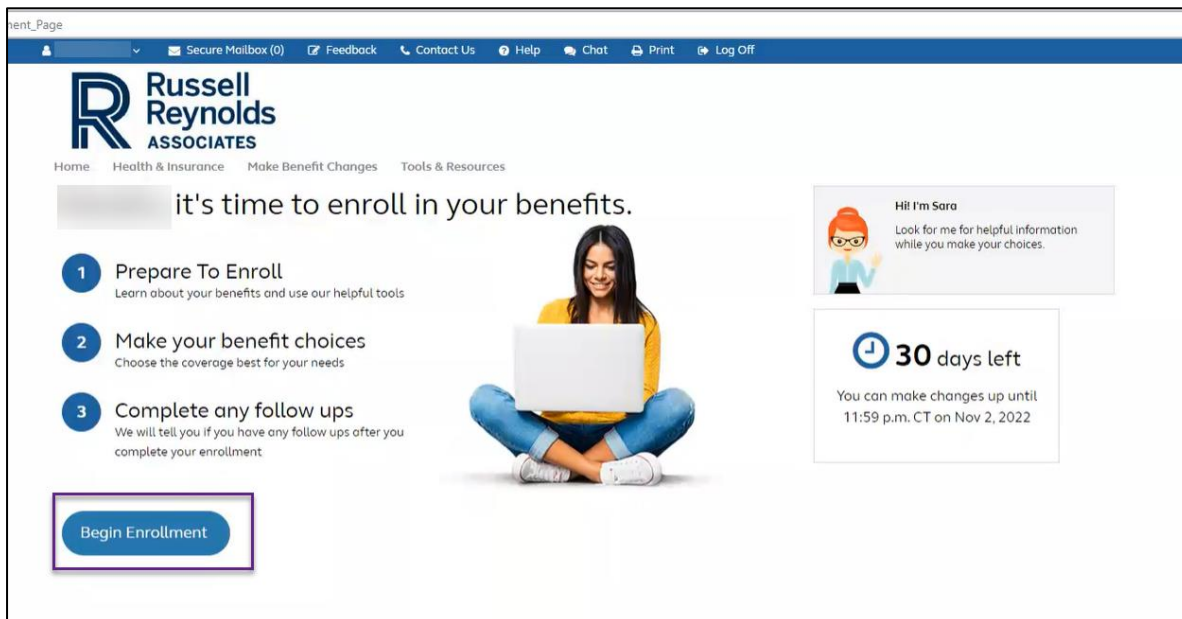 nent_Page
Secure Mailbox (0) Feedback Contact Us Help Chat Print Log Off
Russell
Reynolds
ASSOCIATES
Home Health & Insurance Make Benefit Changes Tools & Resources
it's time to enroll in your benefits.
1 Prepare To Enroll
Learn about your benefits and use our helpful tools
2 Make your benefit choices
Choose the coverage best for your needs
3 Complete any follow ups
We will tell you if you have any follow ups after you
complete your enrollment
Begin Enrollment
Hi! I'm Sara
Look for me for helpful information
while you make your choices.
30 days left
You can make changes up until
11:59 p.m. CT on Nov 2, 2022